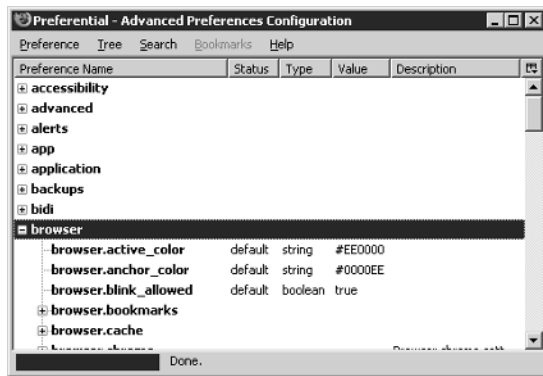 Preferential - Advanced Preferences Configuration
Preference Tree Search Bookmarks Help
Preference Name Status Type Value Description
accessibility
advanced
alerts
app
application
backups
bidi
browser
browser.active_color default string #EE0000
browser.anchor_color default string #0000EE
browser.blink_allowed default boolean true
browser.bookmarks
browser.cache
Done.